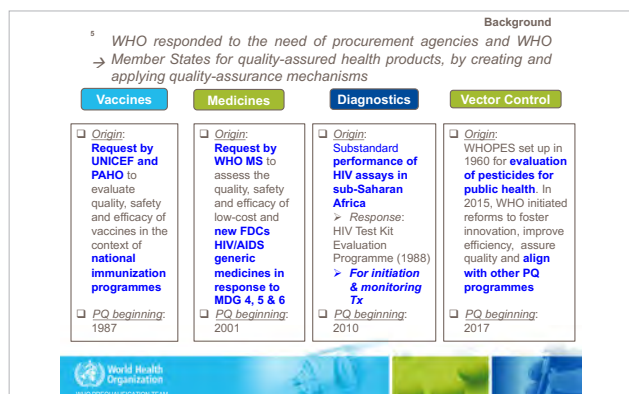 Background
5
WHO responded to the need of procurement agencies and WHO
→ Member States for quality-assured health products, by creating and
applying quality-assurance mechanisms
Vaccines
❑ Origin:
Request by
UNICEF and
PAHO to
evaluate
quality, safety
and efficacy of
vaccines in the
context of
national
immunization
programmes
❑ PQ beginning:
1987
Medicines
❑ Origin:
Request by
WHO MS to
assess the
quality, safety
and efficacy of
low-cost and
new FDCs
HIV/AIDS
generic
medicines in
response to
MDG 4, 5 & 6
❑ PQ beginning:
2001
Diagnostics
❑ Origin:
Substandard
performance of
HIV assays in
sub-Saharan
Africa
➢ Response:
HIV Test Kit
Evaluation
Programme (1988)
➢ For initiation
& monitoring
Tx
❑ PQ beginning:
2010
Vector Control
❑ Origin:
WHOPES set up in
1960 for evaluation
of pesticides for
public health. In
2015, WHO initiated
reforms to foster
innovation, improve
efficiency, assure
quality and align
with other PQ
programmes
❑ PQ beginning:
2017
World Health
Organization
WHO PREQUALIFICATION TEAM